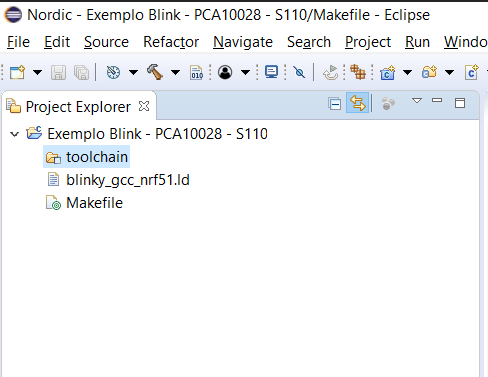 Nordic - Exemplo Blink - PCA10028 - S110/Makefile - Eclipse
File Edit Source Refactor Navigate Search Project Run Windo
Project Explorer
Exemplo Blink - PCA10028 - S110
toolchain
blinky_gcc_nrf51.ld
Makefile